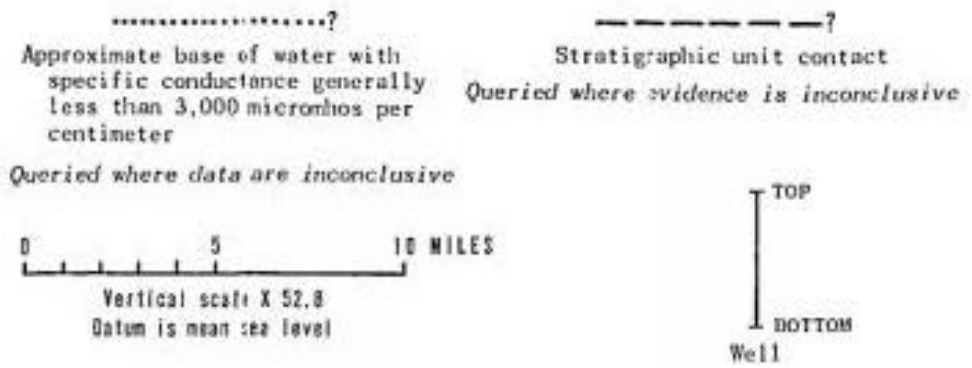 ?
Approximate base of water with
specific conductance generally
less than 3,000 micromhos per
centimeter
Queried where data are inconclusive
?
Stratigraphic unit contact
Queried where evidence is inconclusive
0 5 10 MILES
Vertical scale X 52.8
Datum is mean sea level
TOP
BOTTOM
Well